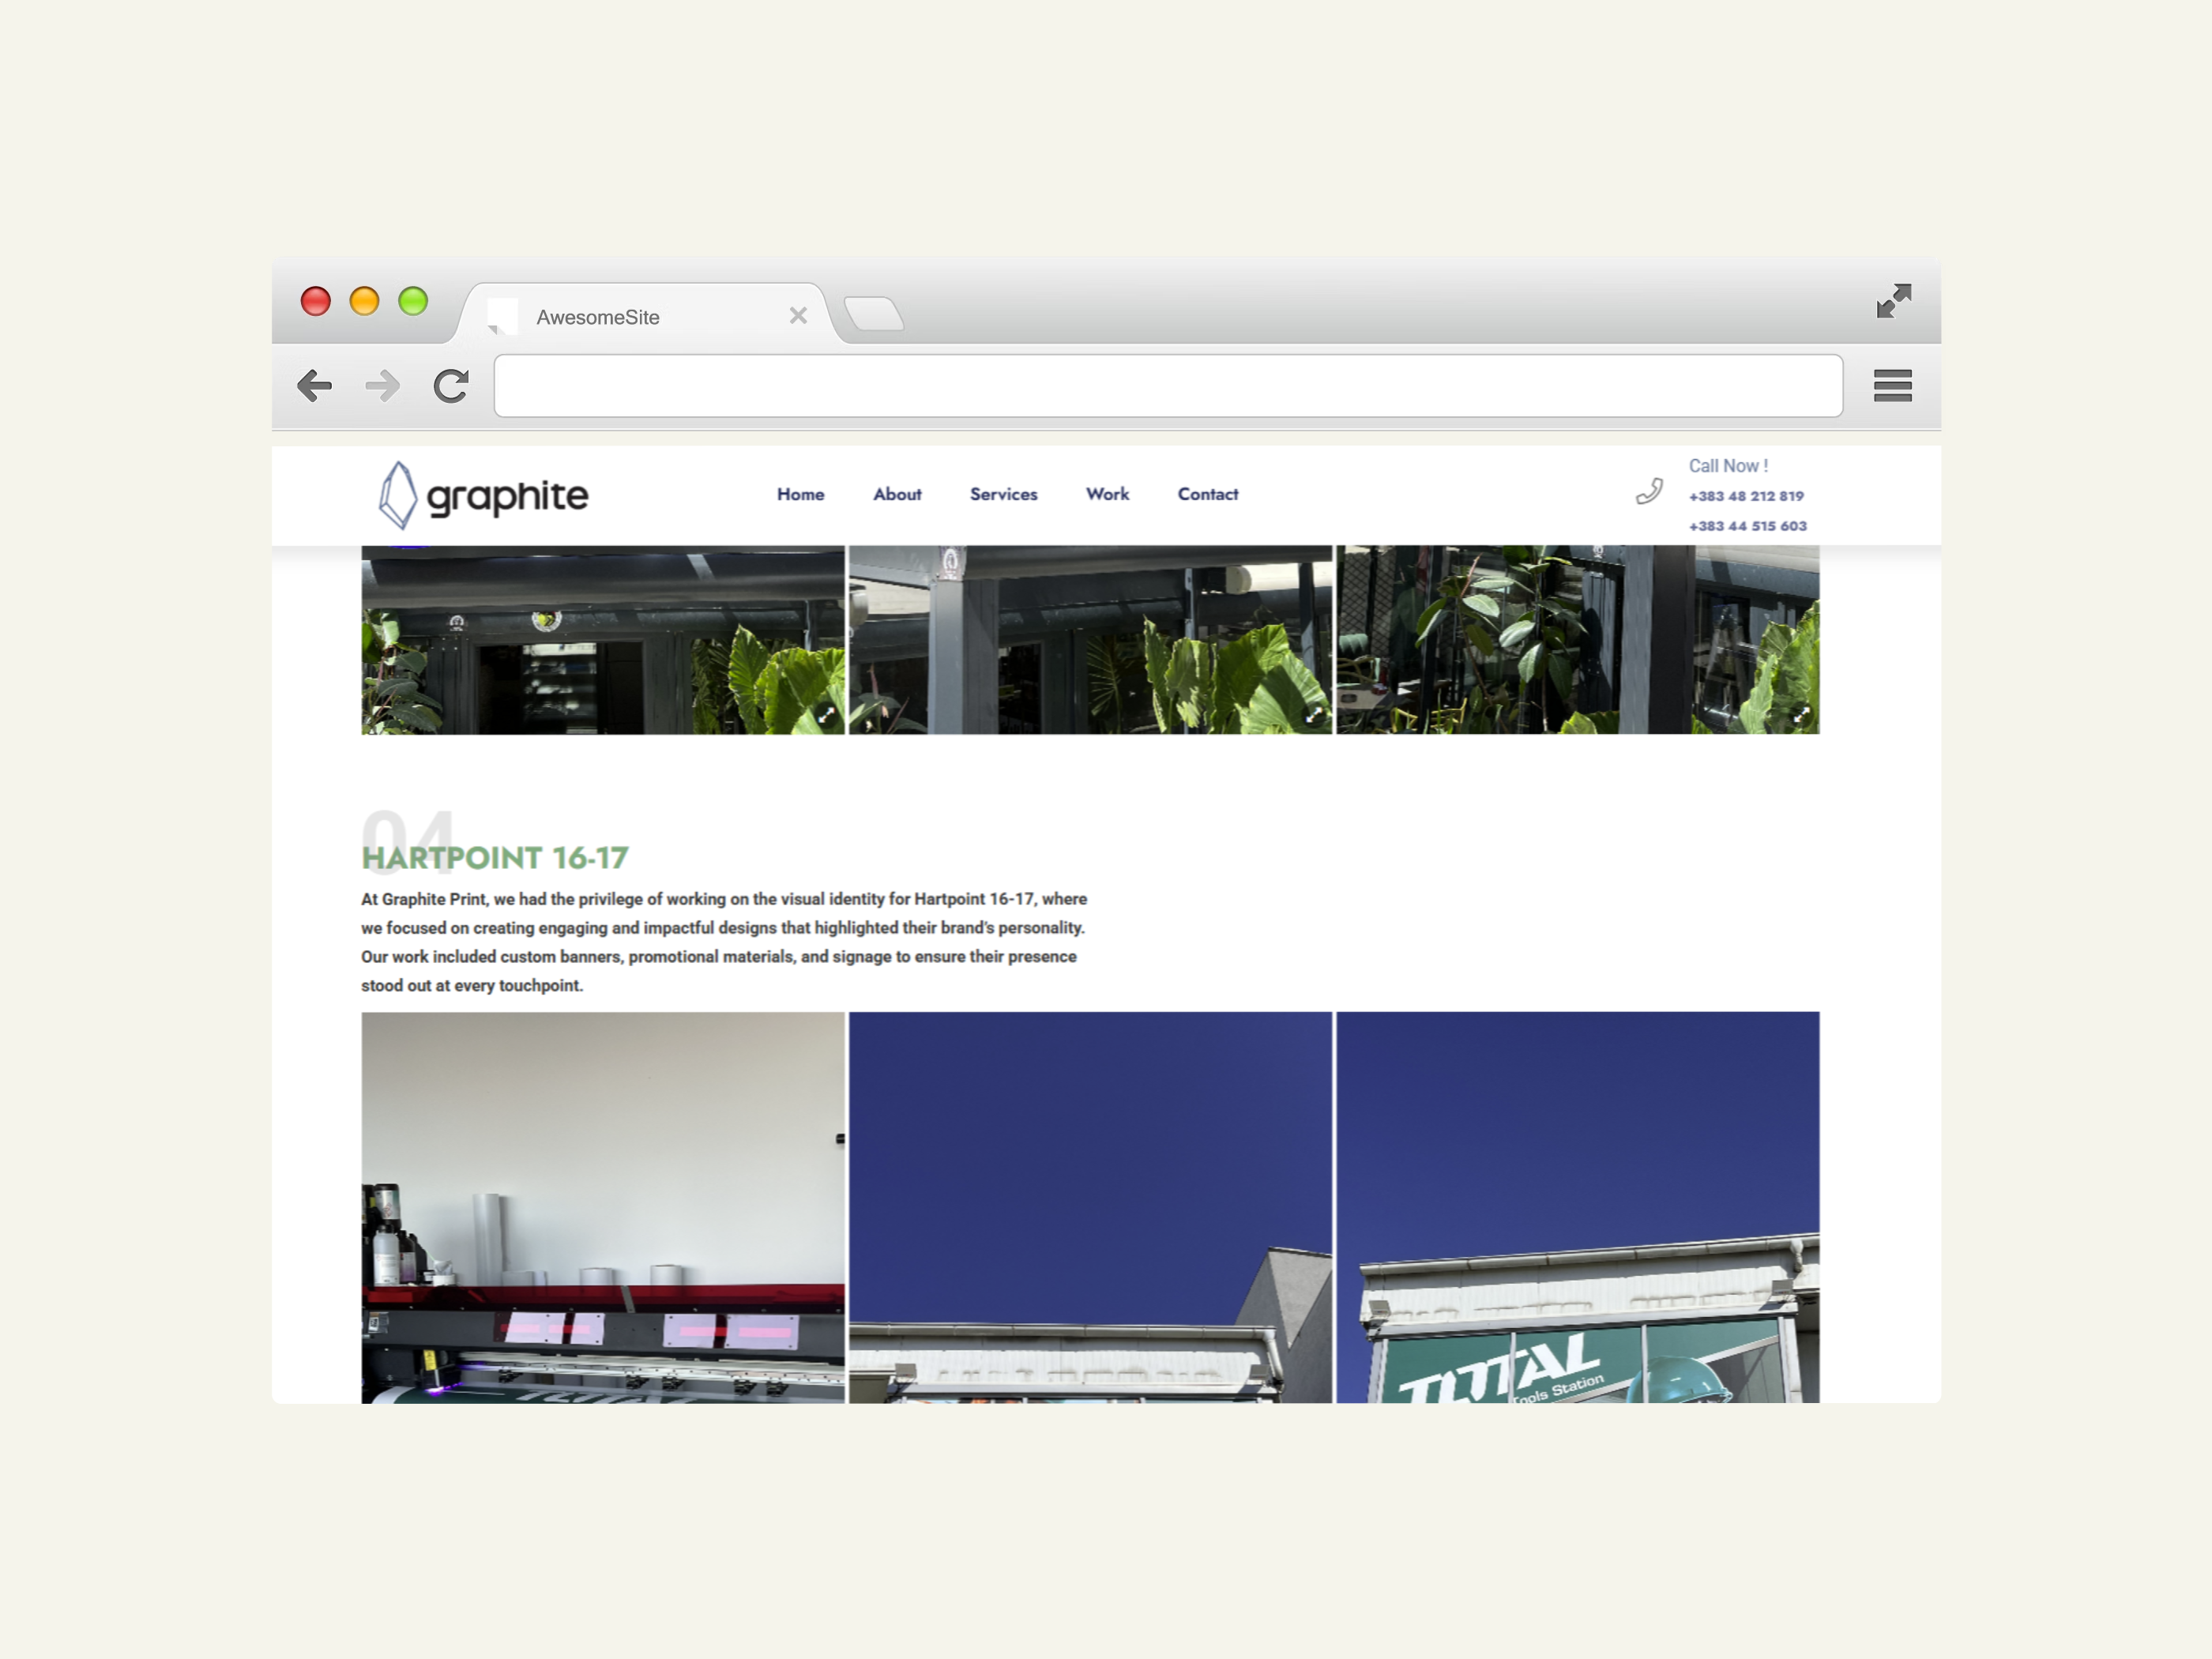 AwesomeSite
graphite
Home About Services Work Contact
Call Now !
+383 48 212 819
+383 44 515 603
04
HARTPOINT 16-17
At Graphite Print, we had the privilege of working on the visual identity for Hartpoint 16-17, where
we focused on creating engaging and impactful designs that highlighted their brand's personality.
Our work included custom banners, promotional materials, and signage to ensure their presence
stood out at every touchpoint.
TOTAL
Tools Station
TOTAL